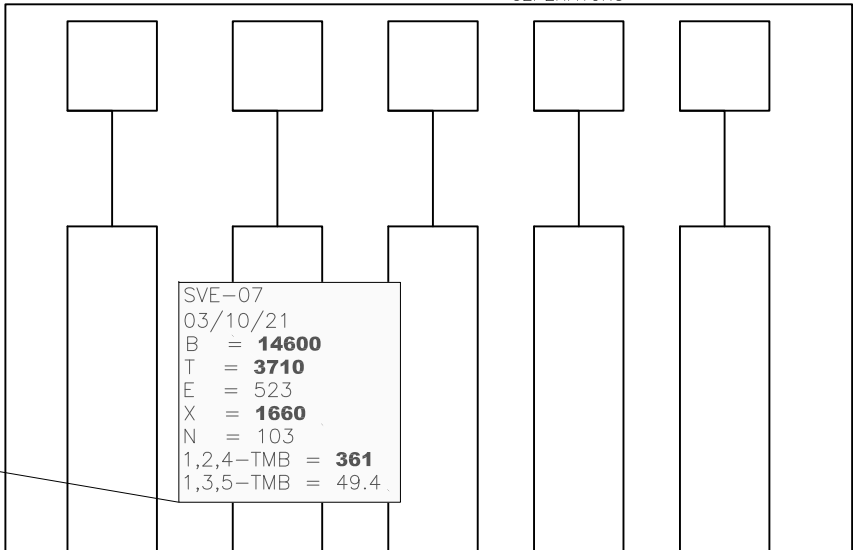 SVE-07
03/10/21
B = 14600
T = 3710
E = 523
X = 1660
N = 103
1,2,4-TMB = 361
1,3,5-TMB = 49.4